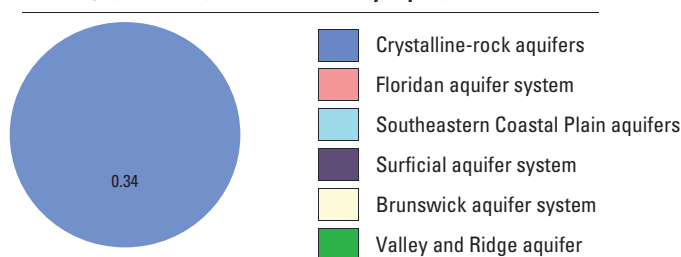 Crystalline-rock aquifers
Floridan aquifer system
Southeastern Coastal Plain aquifers
Surficial aquifer system
0.34
Brunswick aquifer system
Valley and Ridge aquifer